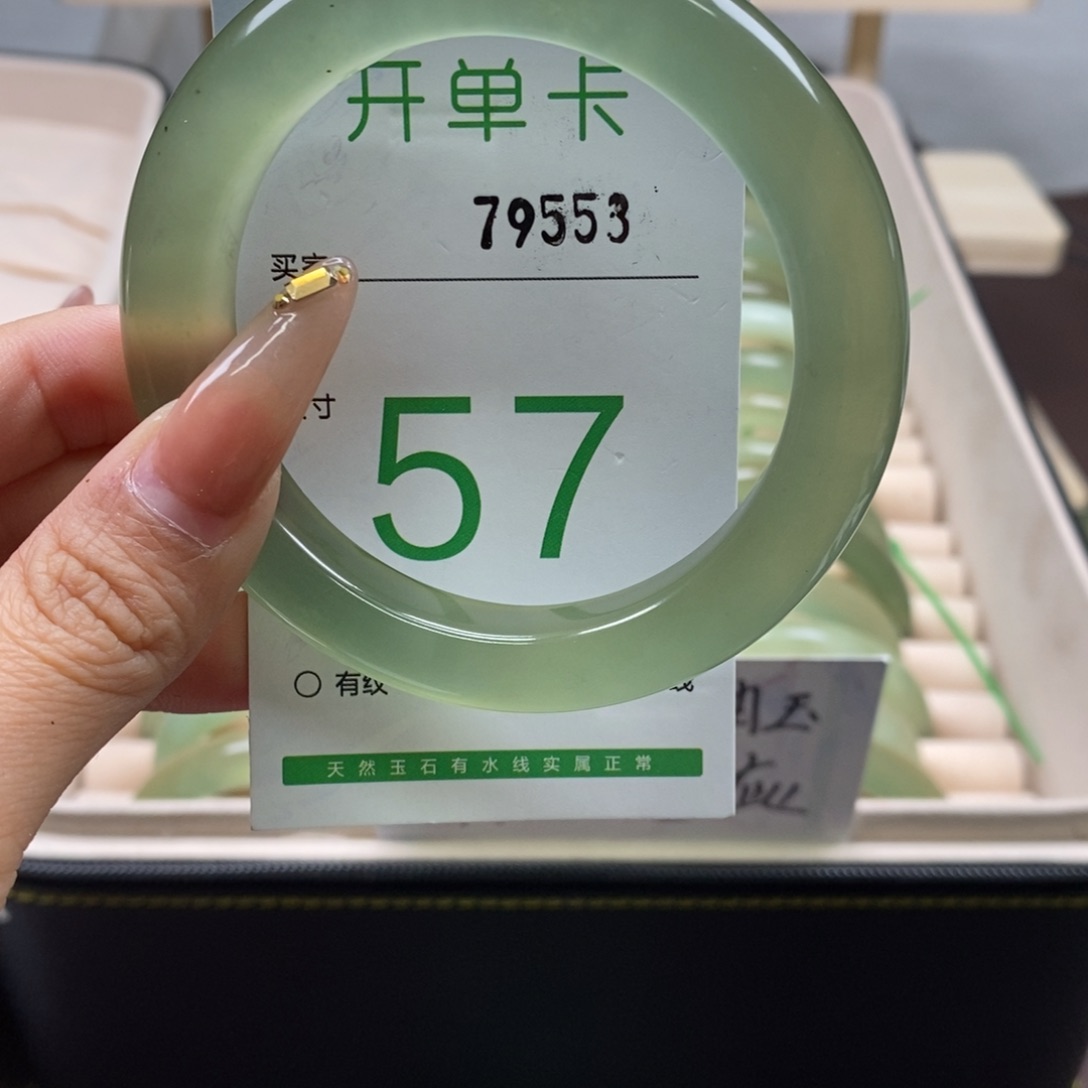 开单卡
79553
买家
寸
57
有纹
线
天然玉石有水线实属正常